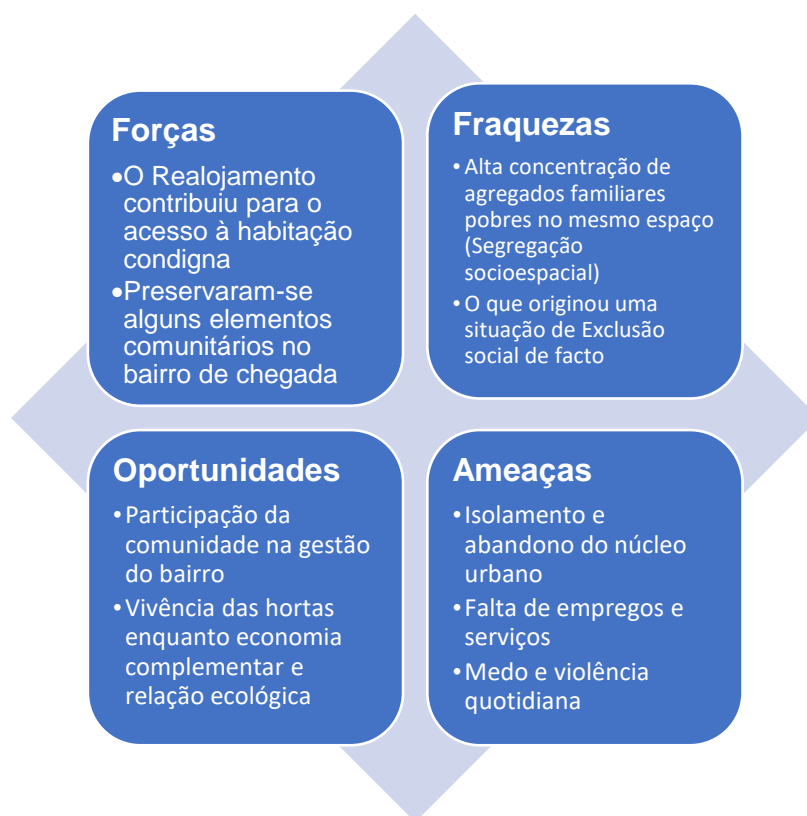 Forças
•O Realojamento
contribuiu para o
acesso à habitação
condigna
•Preservaram-se
alguns elementos
comunitários no
bairro de chegada
Fraquezas
• Alta concentração de
agregados familiares
pobres no mesmo espaço
(Segregação
socioespacial)
• O que originou uma
situação de Exclusão
social de facto
Oportunidades
• Participação da
comunidade na gestão
do bairro
• Vivência das hortas
enquanto economia
complementar e
relação ecológica
Ameaças
• Isolamento e
abandono do núcleo
urbano
• Falta de empregos e
serviços
• Medo e violência
quotidiana